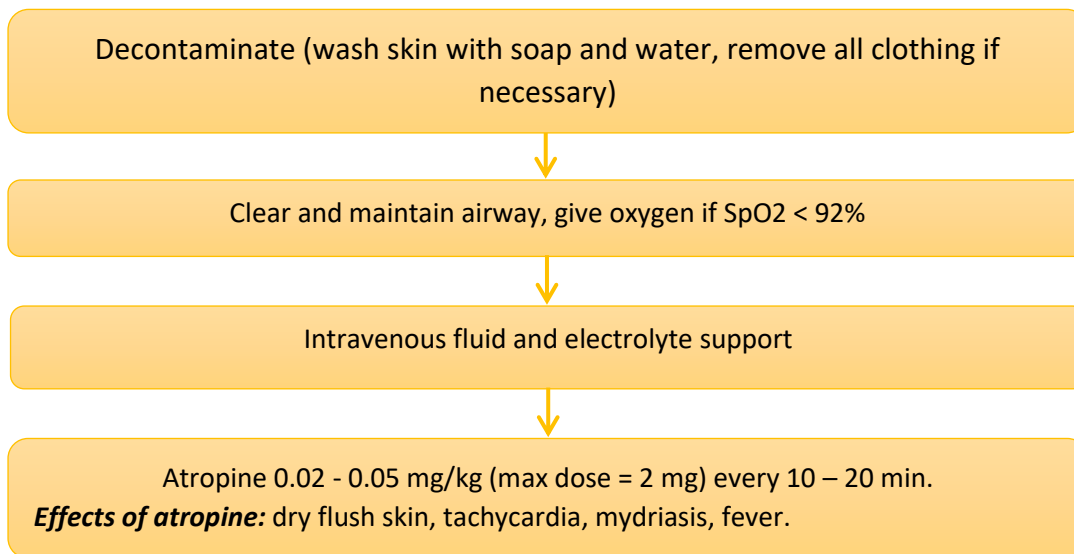 Decontaminate (wash skin with soap and water, remove all clothing if
necessary)
Clear and maintain airway, give oxygen if SpO2 < 92%
Intravenous fluid and electrolyte support
Atropine 0.02 - 0.05 mg/kg (max dose = 2 mg) every 10 – 20 min.
Effects of atropine: dry flush skin, tachycardia, mydriasis, fever.